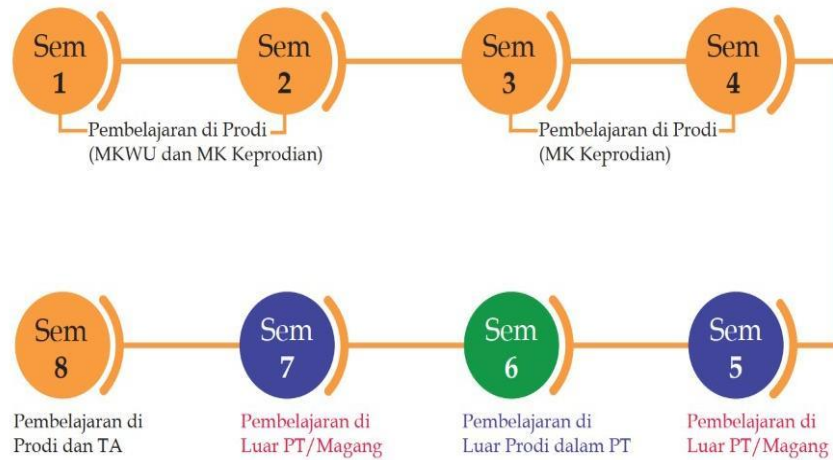 Sem
1
Sem
2
Sem
3
Sem
4
Pembelajaran di Prodi
(MKWU dan MK Keprodian)
Pembelajaran di Prodi
(MK Keprodian)
Sem
8
Sem
7
Sem
6
Sem
5
Pembelajaran di
Prodi dan TA
Pembelajaran di
Luar PT/Magang
Pembelajaran di
Luar Prodi dalam PT
Pembelajaran di
Luar PT/Magang